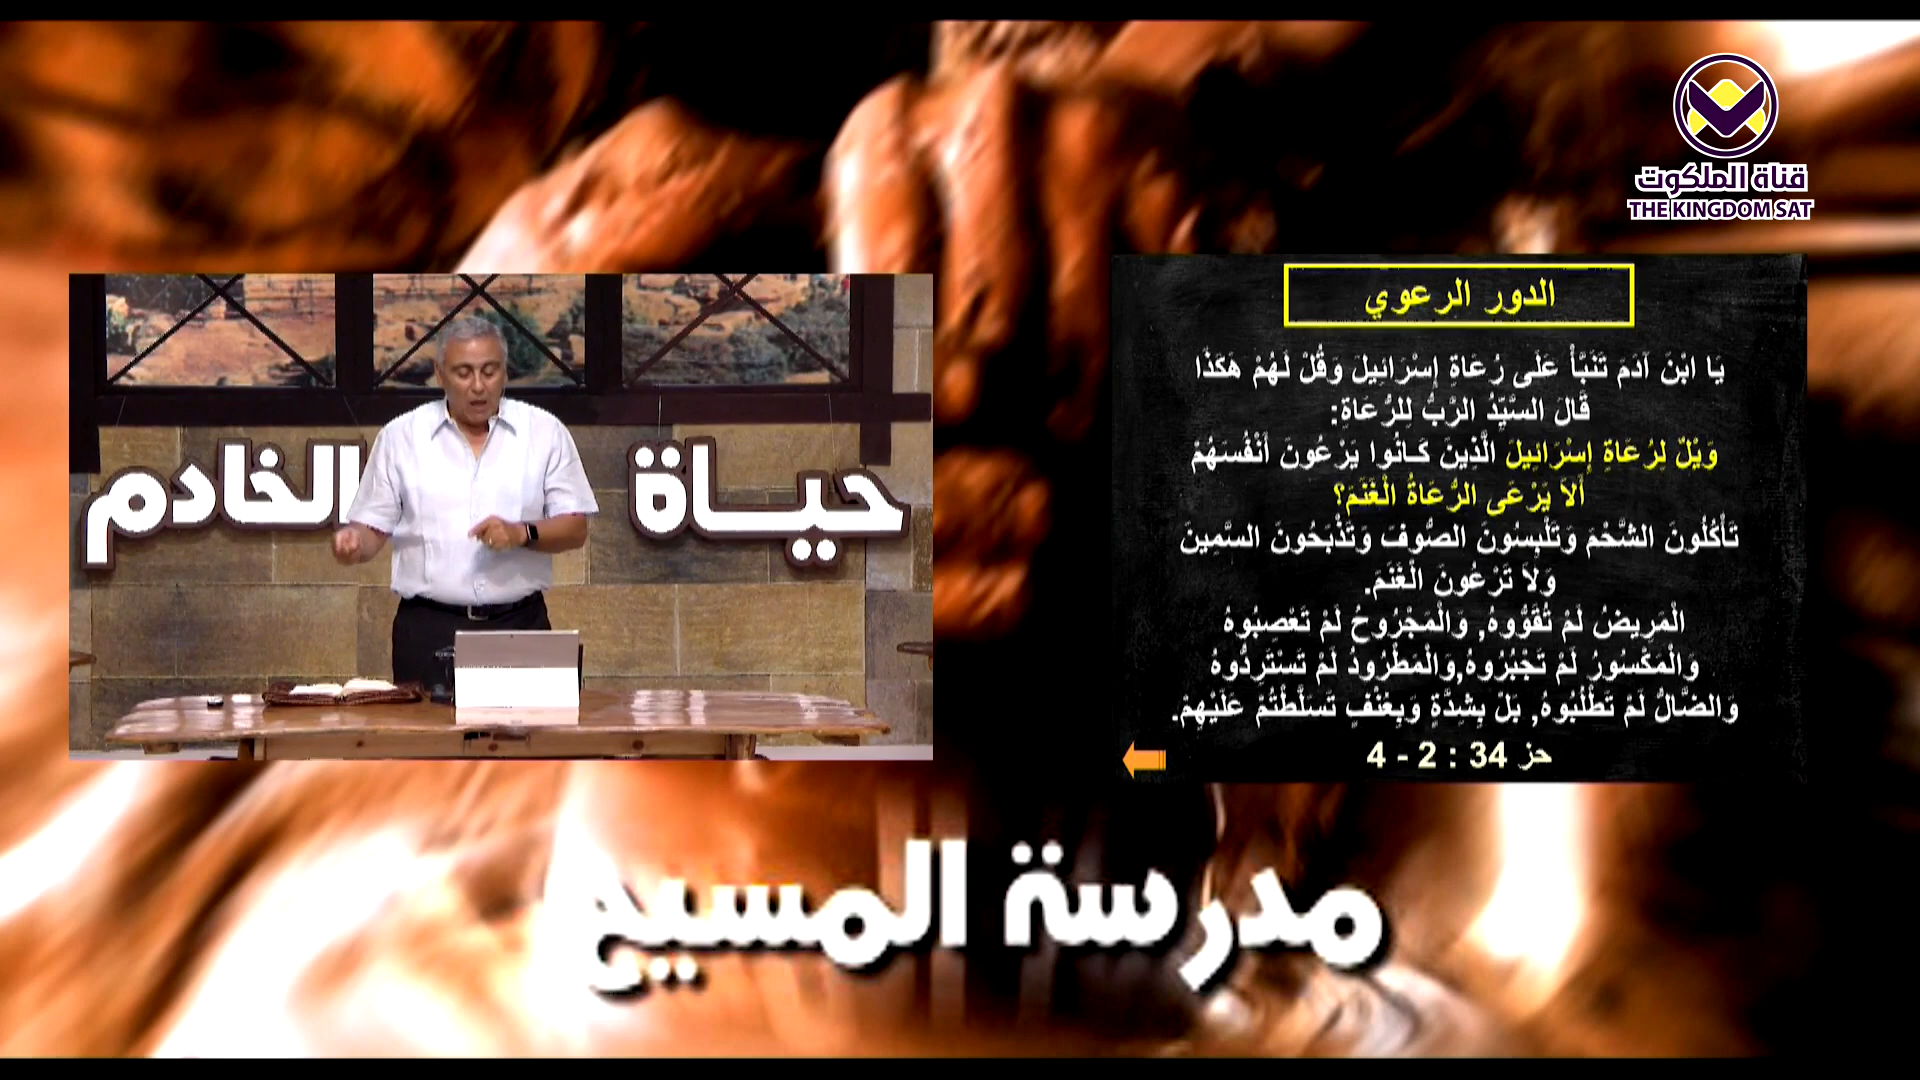 قناة الملكوت
THE KINGDOM SAT
الدور الرعوي
يَا ابْنَ آدَمَ تَنَبَّأْ عَلَى رُعَاةِ إِسْرَائِيلَ وَقُلْ لَهُمْ هَكَذَا
قَالَ السَّيِّدُ الرَّبُّ لِلرُّعَاةِ:
وَيْلٌ لِرُعَاةِ إِسْرَائِيلَ الَّذِينَ كَانُوا يَرْعُونَ أَنْفُسَهُمْ
أَلاَ يَرْعَى الرُّعَاةُ الْغَنَمَ؟
تَأْكُلُونَ الشَّحْمَ وَتَلْبِسُونَ الصُّوفَ وَتَذْبَحُونَ السَّمِينَ
وَلاَ تَرْعُونَ الْغَنَمَ.
الْمَرِيضُ لَمْ تُقَوُّوهُ, وَالْمَجْرُوحُ لَمْ تَعْصِبُوهُ
وَالْمَكْسُورُ لَمْ تَجْبُرُوهُ,وَالْمَطْرُودُ لَمْ تَسْتَرِدُّوهُ
وَالضَّالُّ لَمْ تَطْلُبُوهُ, بَلْ بِشِدَّةٍ وَبِعُنْفٍ تَسَلَّطْتُمْ عَلَيْهِمْ.
حز 34 : 2 - 4
حيـاة الخادم
مدرسة المسيح